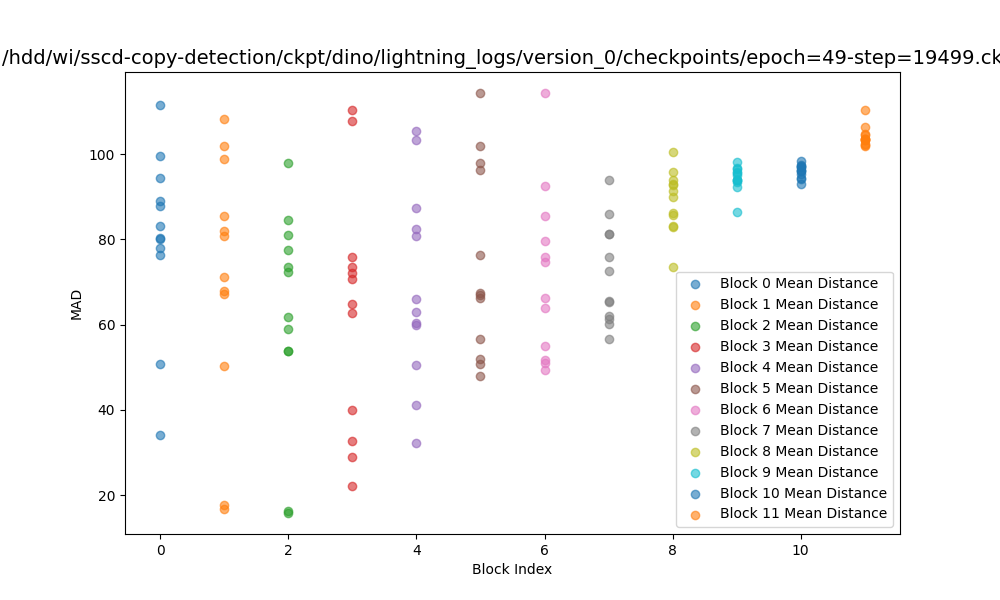 /hdd/wi/sscd-copy-detection/ckpt/dino/lightning_logs/version_0/checkpoints/epoch=49-step=19499.ck
MAD
100
80
60
40
20
Block 0 Mean Distance
Block 1 Mean Distance
Block 2 Mean Distance
Block 3 Mean Distance
Block 4 Mean Distance
Block 5 Mean Distance
Block 6 Mean Distance
Block 7 Mean Distance
Block 8 Mean Distance
Block 9 Mean Distance
Block 10 Mean Distance
Block 11 Mean Distance
0 2 4 6 8 10
Block Index